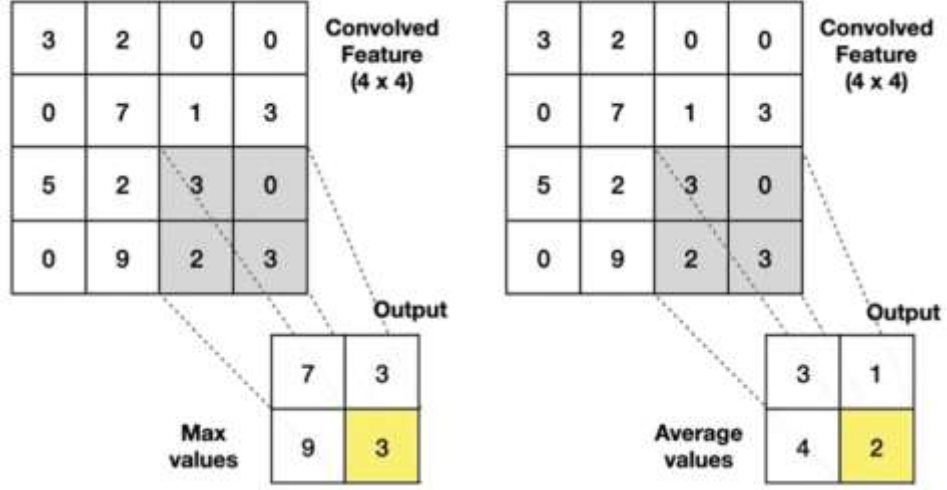 3 2 0 0
0 7 1 3
5 2 3 0
0 9 2 3
Convolved
Feature
(4 x 4)
Output
7 3
9 3
Max
values
3 2 0 0
0 7 1 3
5 2 3 0
0 9 2 3
Convolved
Feature
(4 x 4)
Output
3 1
4 2
Average
values